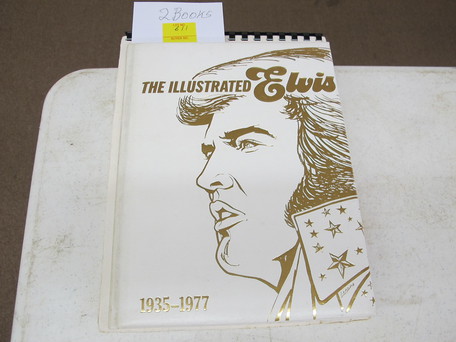 2 BOOKS
THE ILLUSTRATED Elvis
1935-1977